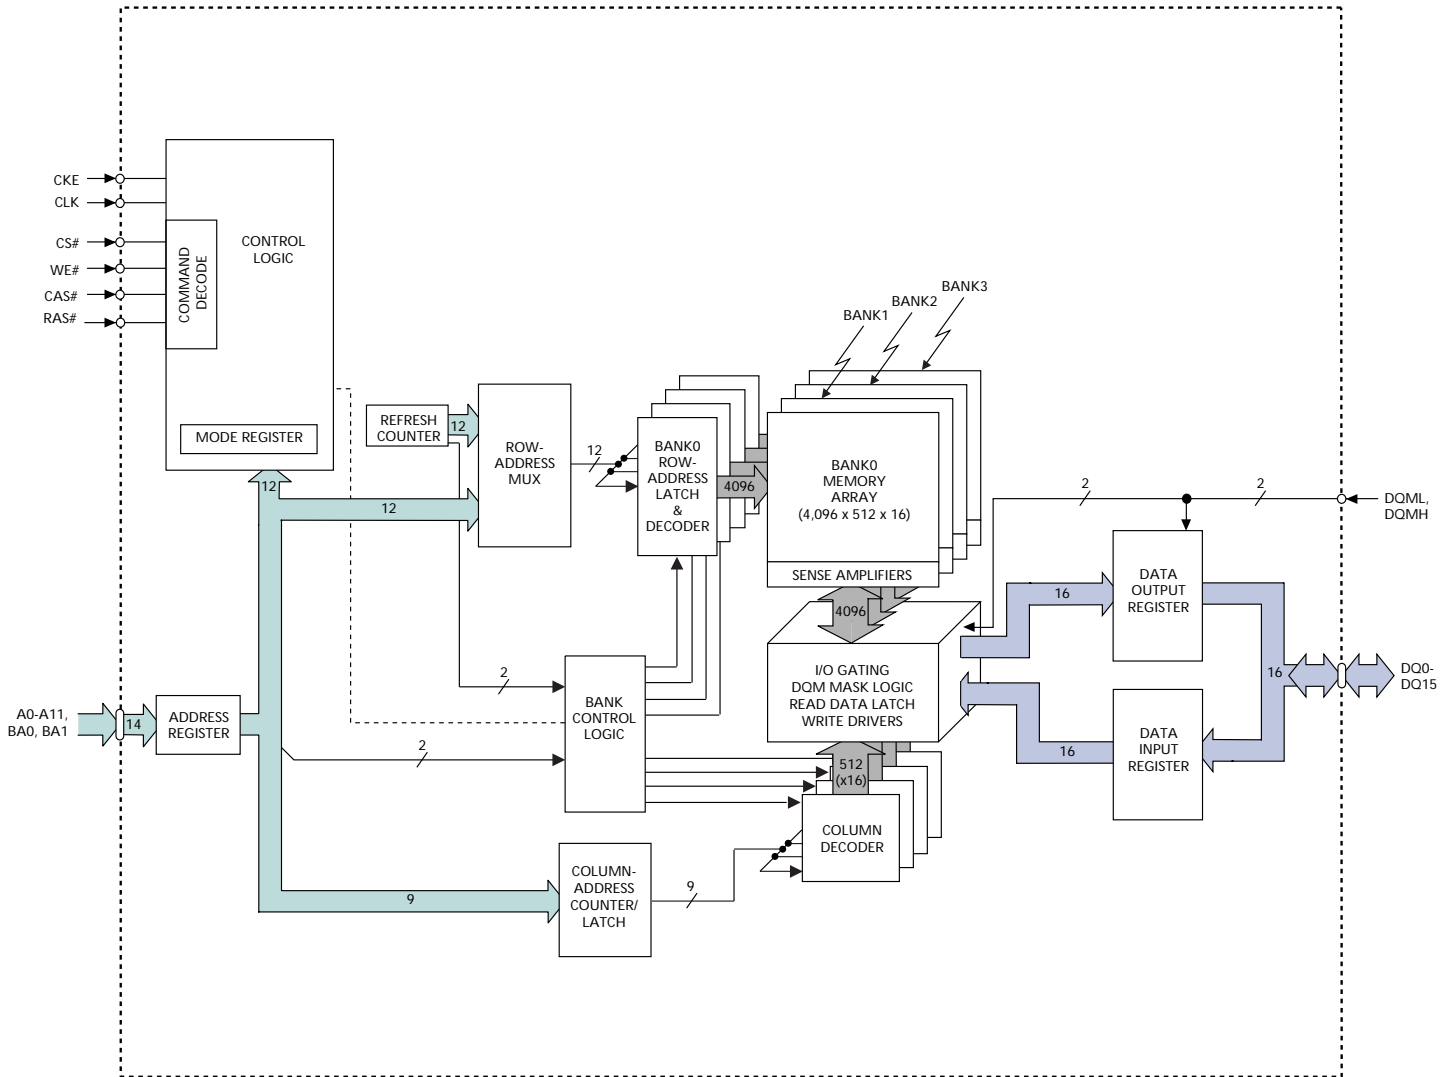 CKE
CLK
CS#
WE#
CAS#
RAS#
COMMAND
DECODE
CONTROL
LOGIC
MODE REGISTER
12
REFRESH
COUNTER
12
12
ROW-
ADDRESS
MUX
12
BANK0
ROW-
ADDRESS
LATCH
&
DECODER
4096
BANK1
BANK2
BANK3
BANK0
MEMORY
ARRAY
(4,096 x 512 x 16)
SENSE AMPLIFIERS
4096
I/O GATING
DQM MASK LOGIC
READ DATA LATCH
WRITE DRIVERS
2
2
DQML,
DQMH
16
DATA
OUTPUT
REGISTER
16
DQ0-
DQ15
16
DATA
INPUT
REGISTER
A0-A11,
BA0, BA1
14
ADDRESS
REGISTER
2
2
BANK
CONTROL
LOGIC
512
(x16)
COLUMN
DECODER
9
COLUMN-
ADDRESS
COUNTER/
LATCH
9